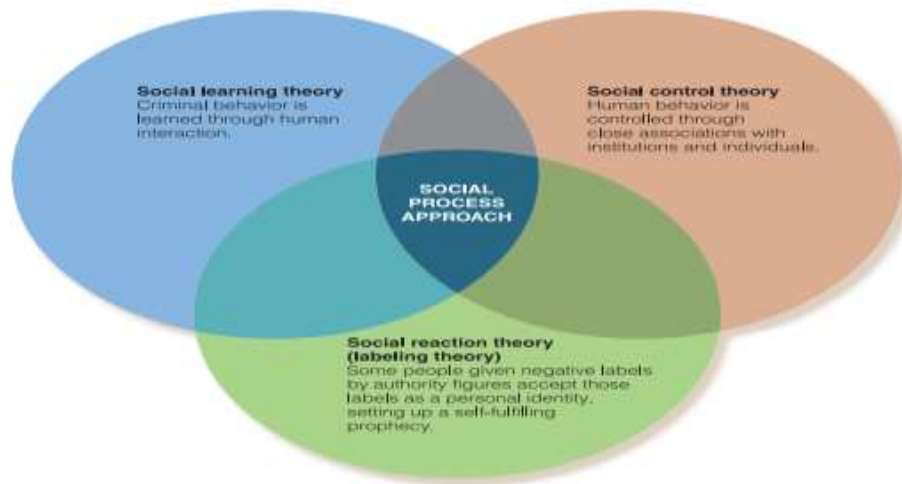 Social learning theory
Criminal behavior is
learned through human
interaction.
Social control theory
Human behavior is
controlled through
close associations with
institutions and individuals.
SOCIAL
PROCESS
APPROACH
Social reaction theory
(labeling theory)
Some people given negative labels
by authority figures accept those
labels as a personal identity,
setting up a self-fulfilling
prophecy.